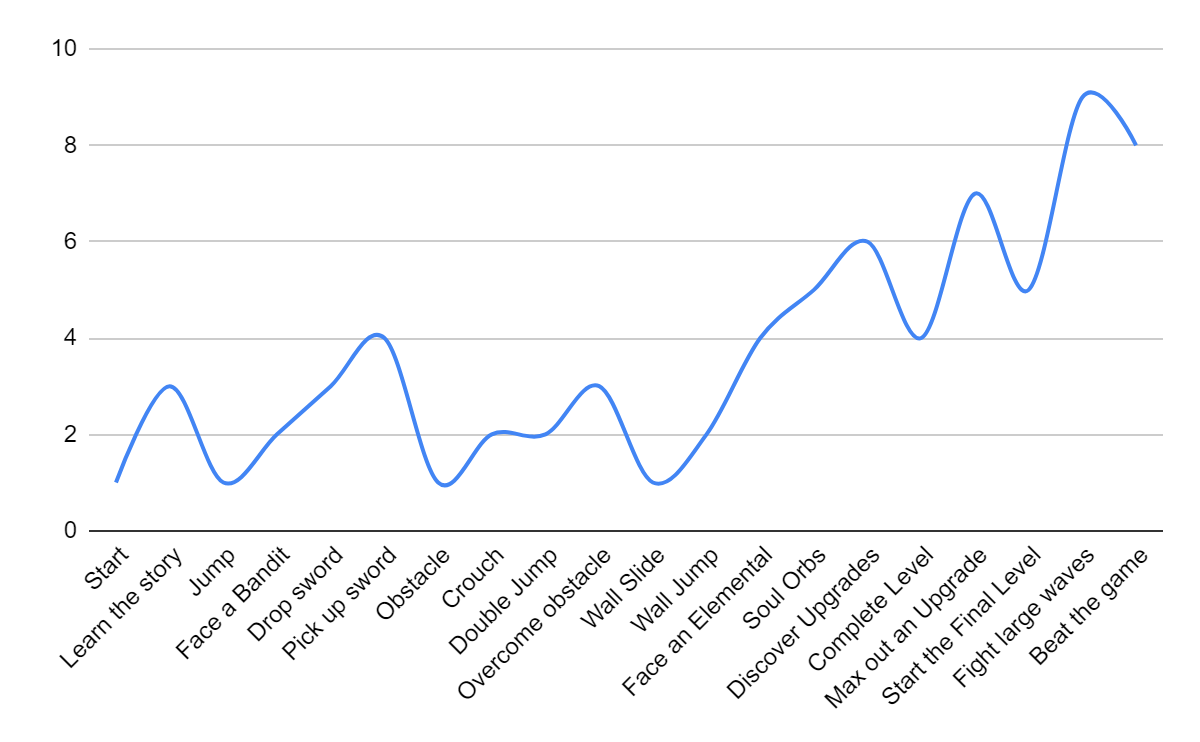 10
8
6
4
2
0
Start
Learn the story
Jump
Face a Bandit
Drop sword
Pick up sword
Obstacle
Crouch
Double Jump
Overcome obstacle
Wall Slide
Wall Jump
Face an Elemental
Soul Orbs
Discover Upgrades
Complete Level
Max out an Upgrade
Start the Final Level
Fight large waves
Beat the game